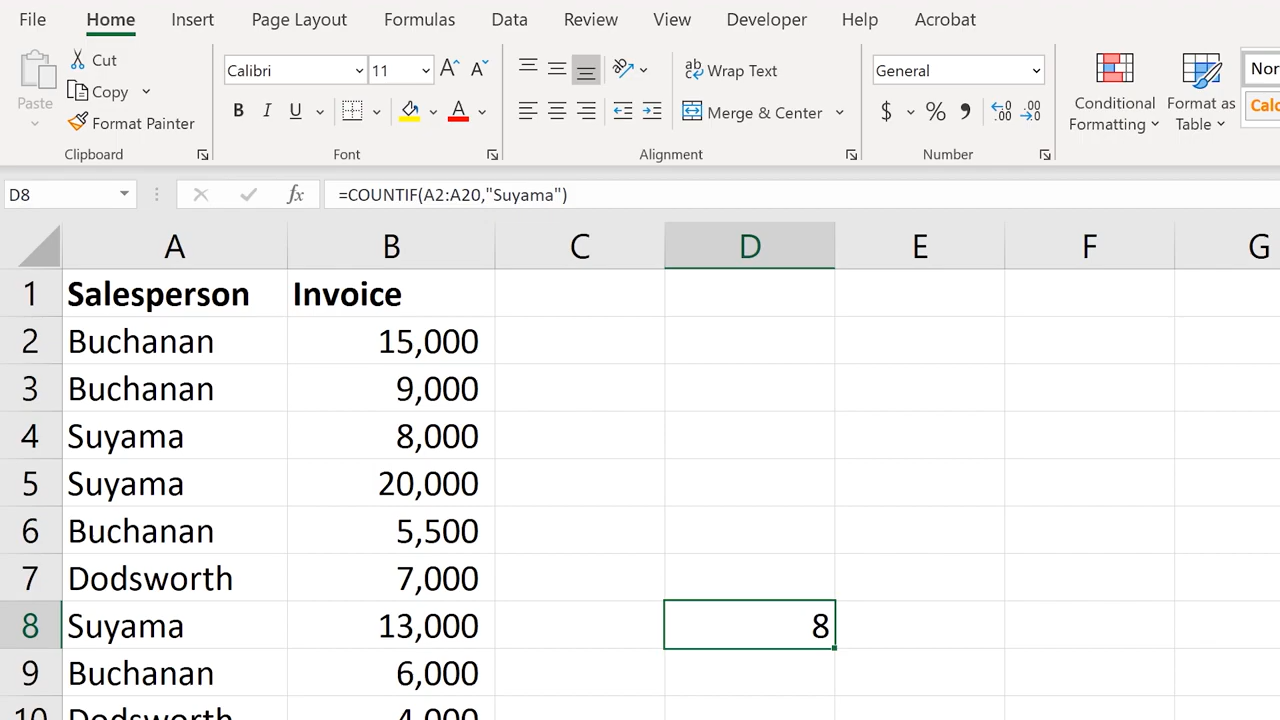 File Home Insert Page Layout Formulas Data Review View Developer Help Acrobat
Paste
Cut
Copy
Format Painter
Clipboard
Calibri 11
B I U A
Font
ab Wrap Text
Merge & Center
Alignment
General
$ % , .00
Number
Conditional Formatting
Format as Table
Nor
Calc
D8 fx =COUNTIF(A2:A20,"Suyama")
A B C D E F G
1 Salesperson Invoice
2 Buchanan 15,000
3 Buchanan 9,000
4 Suyama 8,000
5 Suyama 20,000
6 Buchanan 5,500
7 Dodsworth 7,000
8 Suyama 13,000 8
9 Buchanan 6,000
10 Dodsworth 4,000